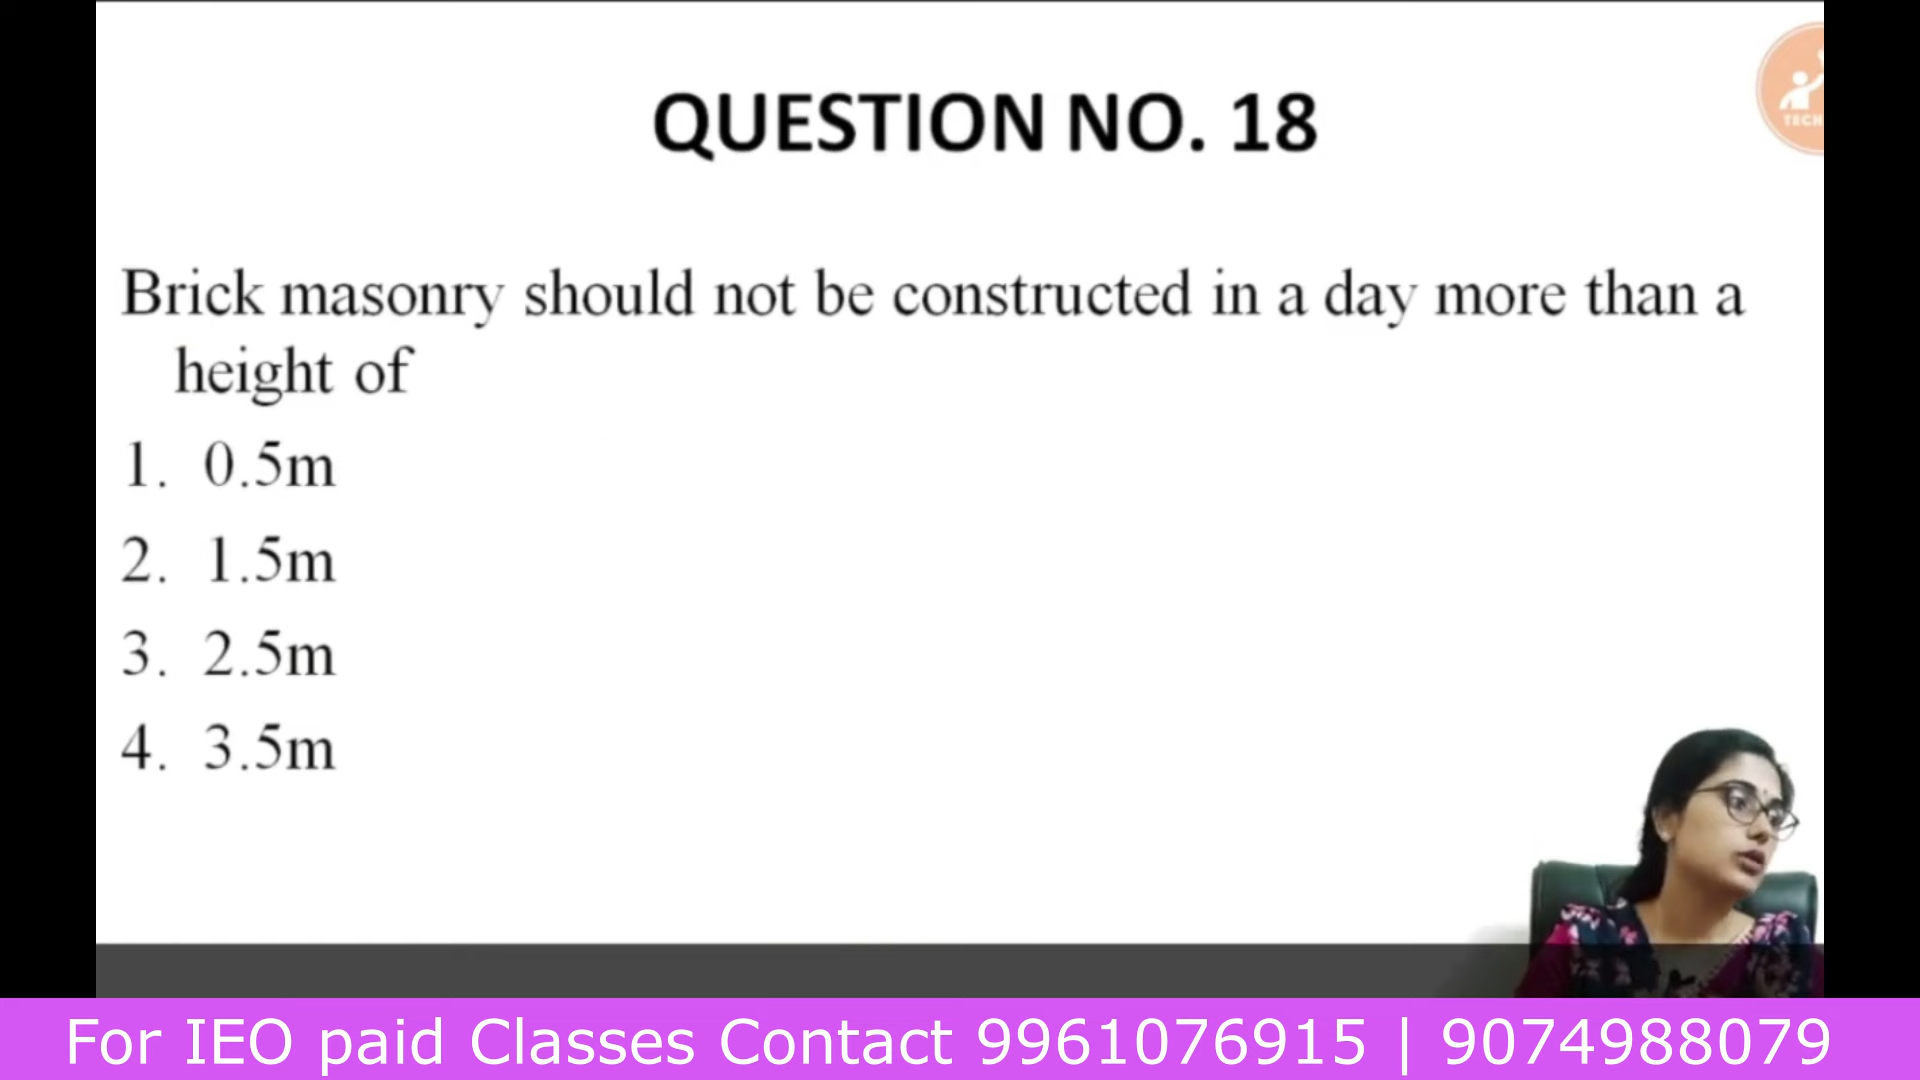 TECH
QUESTION NO. 18
Brick masonry should not be constructed in a day more than a
height of
1. 0.5m
2. 1.5m
3. 2.5m
4. 3.5m
For IEO paid Classes Contact 9961076915 | 9074988079